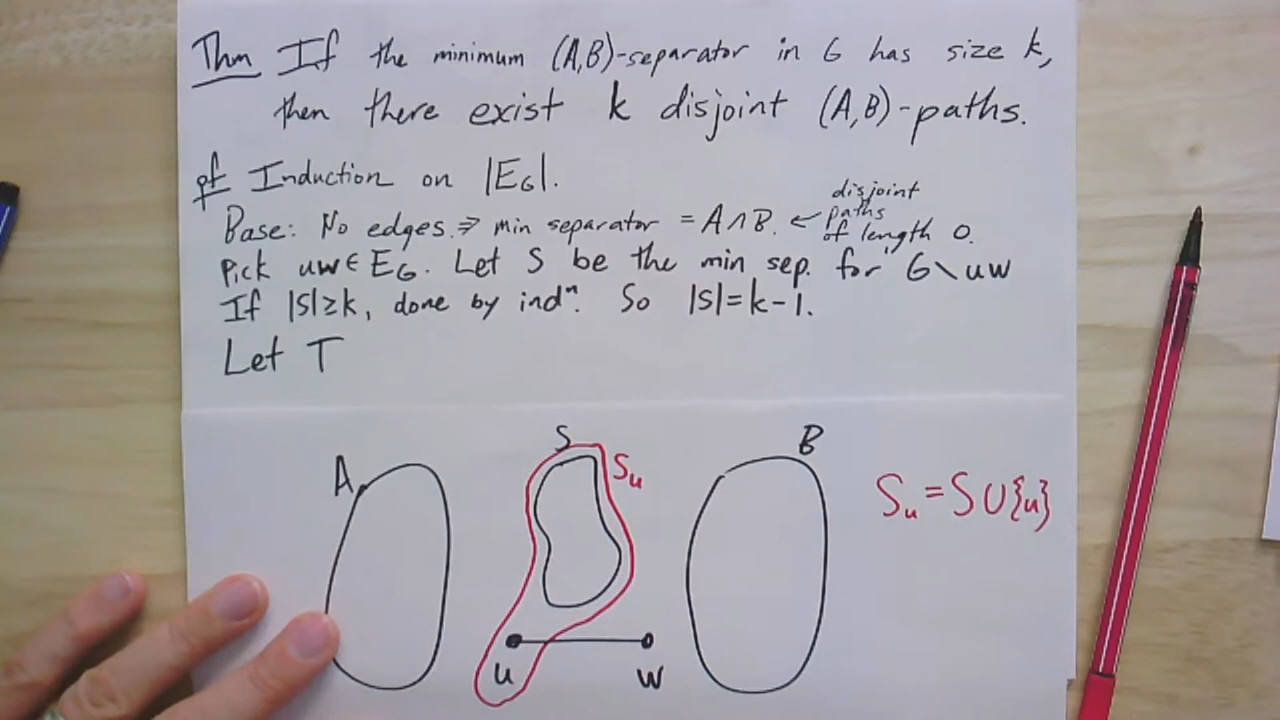 Thm If the minimum (A,B)-separator in G has size k,
then there exist k disjoint (A,B)-paths.
pf Induction on |E_G|.
Base: No edges ⇒ min separator = A∩B. ← disjoint paths of length 0.
Pick uw∈E_G. Let S be the min sep. for G\uw
If |S|≥k, done by indⁿ. So |S|=k-1.
Let T
A
S
S_u
B
S_u = S∪{u}
u
w